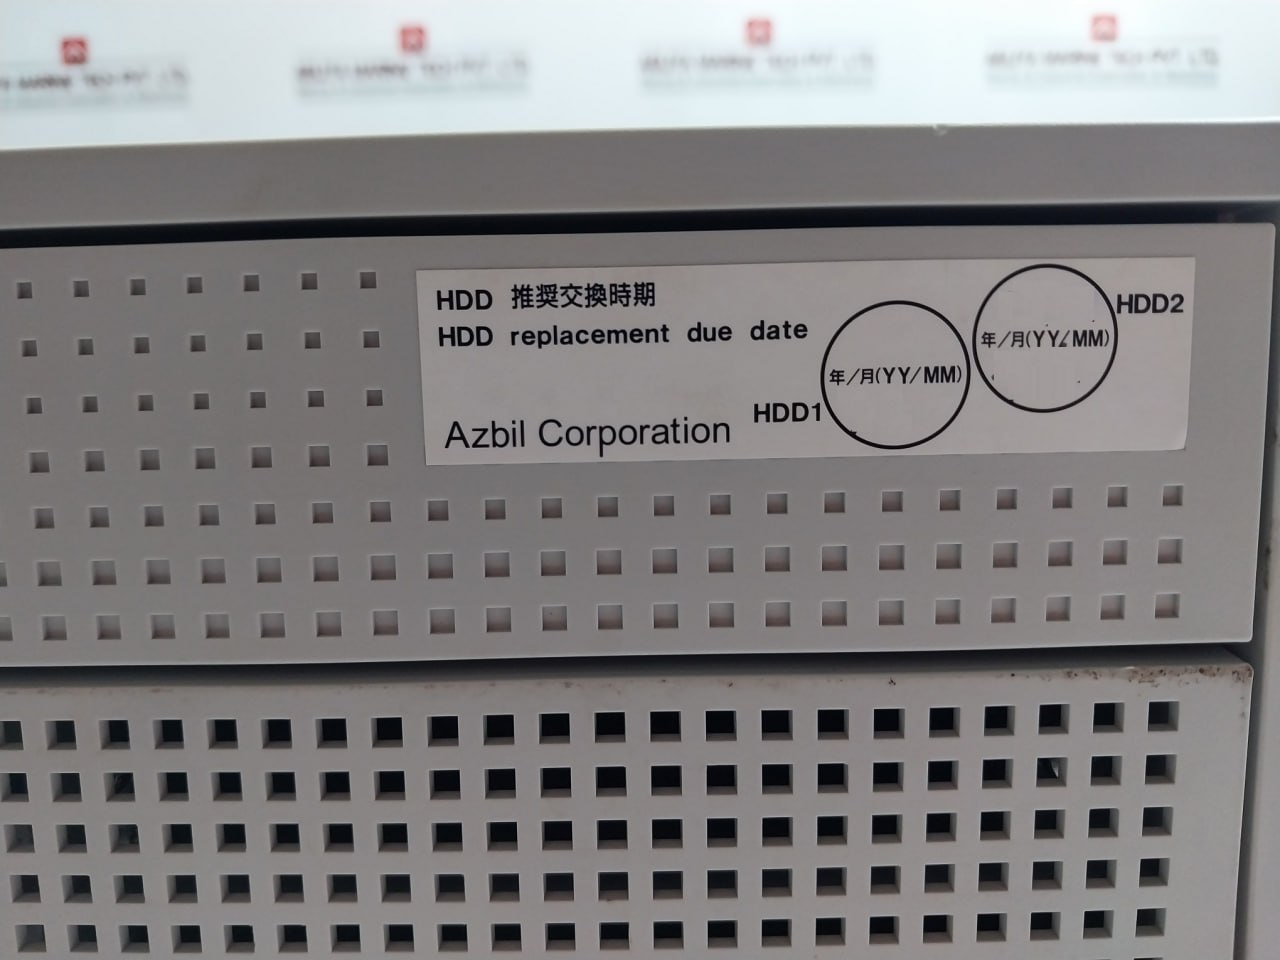 HDD 推奨交換時期
HDD replacement due date
Azbil Corporation
HDD1
年/月(YY/MM)
年/月(YY/MM)
HDD2